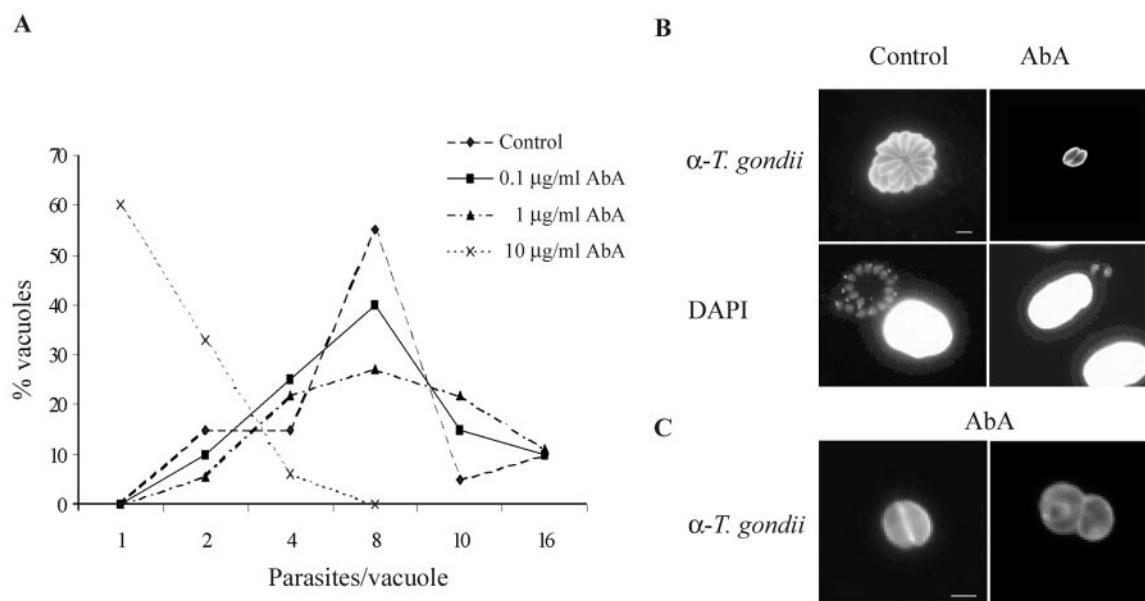 A
Control
0.1 µg/ml AbA
1 µg/ml AbA
10 µg/ml AbA
70
60
50
40
30
20
10
0
% vacuoles
1 2 4 8 10 16
Parasites/vacuole
B
Control AbA
α-T. gondii
DAPI
C
AbA
α-T. gondii